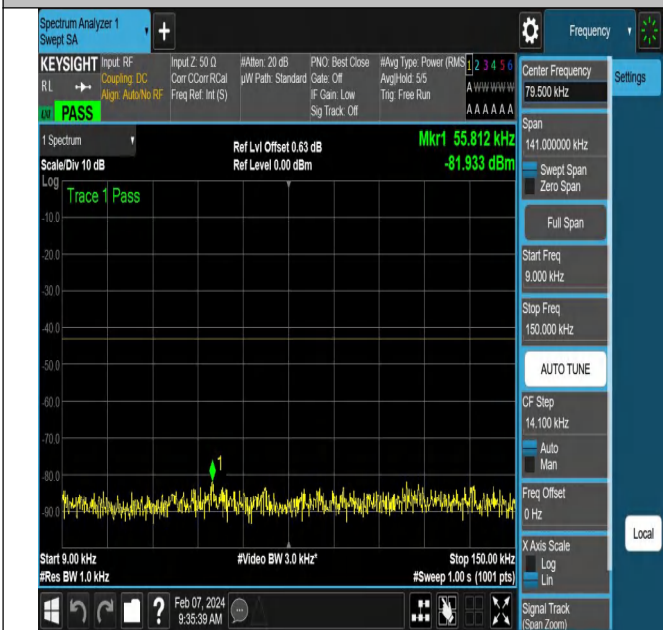 Spectrum Analyzer 1
Swept SA
+
Frequency
KEYSIGHT
RL
LXI
PASS
Input: RF
Coupling: DC
Align: Auto/No RF
Input Z: 50 Ω
Corr CCorr RCal
Freq Ref: Int (S)
#Atten: 20 dB
µW Path: Standard
PNO: Best Close
Gate: Off
IF Gain: Low
Sig Track: Off
#Avg Type: Power (RMS
Avg|Hold: 5/5
Trig: Free Run
1 2 3 4 5 6
A W W W W W
A A A A A A
Center Frequency
79.500 kHz
Settings
Span
141.000000 kHz
Swept Span
Zero Span
Full Span
Start Freq
9.000 kHz
Stop Freq
150.000 kHz
AUTO TUNE
CF Step
14.100 kHz
Auto
Man
Freq Offset
0 Hz
X Axis Scale
Log
Lin
Signal Track
(Span Zoom)
Local
1 Spectrum
Scale/Div 10 dB
Ref Lvl Offset 0.63 dB
Ref Level 0.00 dBm
Mkr1 55.812 kHz
-81.933 dBm
Log
Trace 1 Pass
-10.0
-20.0
-30.0
-40.0
-50.0
-60.0
-70.0
-80.0
-90.0
1
Start 9.00 kHz
#Res BW 1.0 kHz
#Video BW 3.0 kHz*
Stop 150.00 kHz
#Sweep 1.00 s (1001 pts)
?
Feb 07, 2024
9:35:39 AM